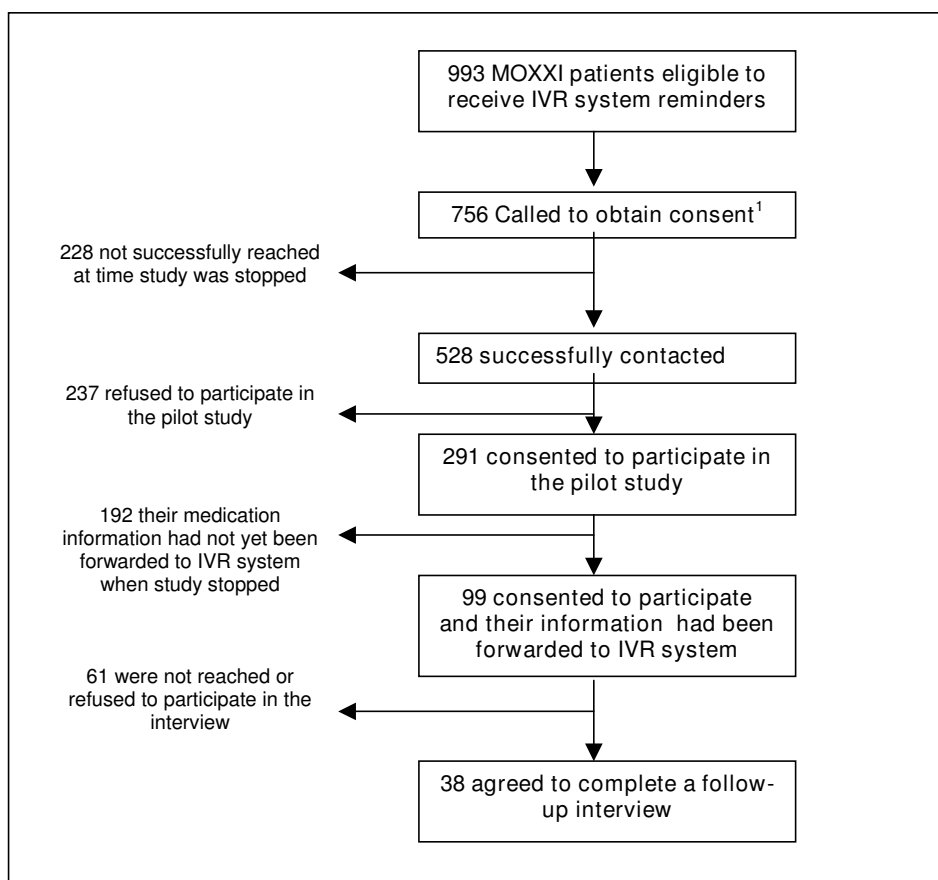 993 MOXXI patients eligible to
receive IVR system reminders
756 Called to obtain consent¹
228 not successfully reached
at time study was stopped
528 successfully contacted
237 refused to participate in
the pilot study
291 consented to participate in
the pilot study
192 their medication
information had not yet been
forwarded to IVR system
when study stopped
99 consented to participate
and their information had been
forwarded to IVR system
61 were not reached or
refused to participate in the
interview
38 agreed to complete a follow-
up interview